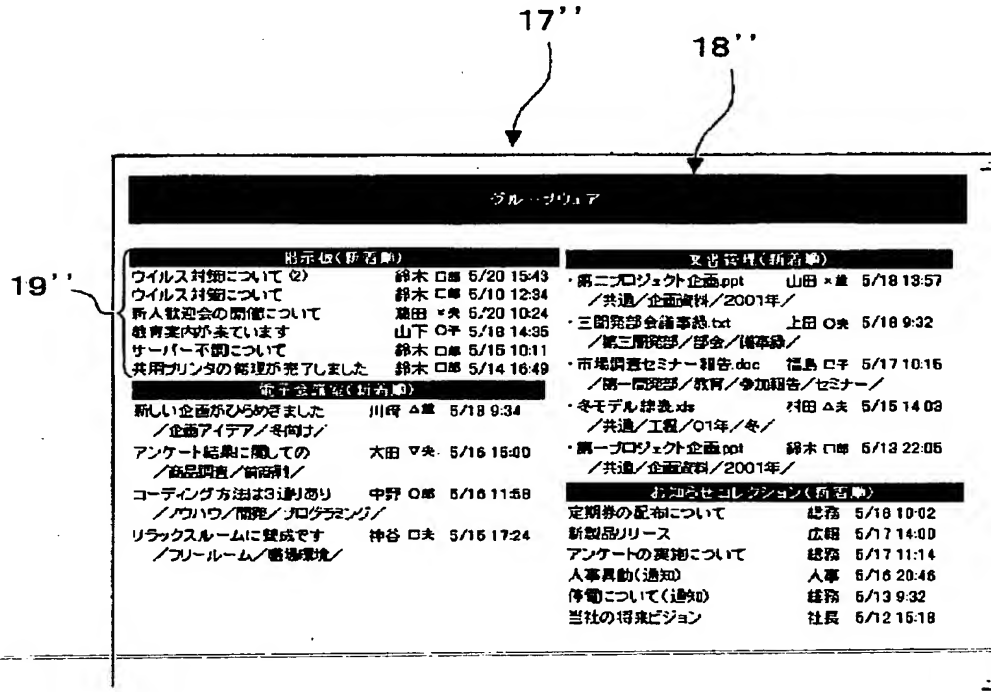 17''
18''
グループウェア
19''
掲示板(新着順)
ウイルス対策について(2) 鈴木 □郎 5/20 15:43
ウイルス対策について 鈴木 □郎 5/10 12:34
新人歓迎会の開催について ×夫 5/20 10:24
教育案内が来ています 山下 ○子 5/18 14:35
サーバー不調について 鈴木 □郎 5/15 10:11
共用プリンタの修理が完了しました 鈴木 □郎 5/14 16:49
電子会議室(新着順)
新しい企画がひらめきました 川崎 △雄 5/18 9:34
/企画アイデア/冬向け/
アンケート結果に関しての 太田 ▽央 5/16 15:00
/商品調査/
コーディング方法は3通りあり 中野 ○郎 5/16 11:58
/ノウハウ/開発/プログラミング/
リラックスルームに賛成です 神谷 □夫 5/15 17:24
/フリールーム/職場環境/
文書管理(新着順)
・第二プロジェクト企画.ppt 山田 ×雄 5/18 13:57
/共通/企画資料/2001年/
・三開発部会議事録.txt 上田 ○夫 5/18 9:32
/第三開発部/部会/議事録/
・市場調査セミナー報告.doc 福島 □子 5/17 10:15
/第一開発部/教育/参加報告/セミナー/
・冬モデル線表.xls 村田 △夫 5/15 14:03
/共通/工程/01年/冬/
・第一プロジェクト企画.ppt 鈴木 □郎 5/13 22:05
/共通/企画資料/2001年/
お知らせコレクション(新着順)
定期券の配布について 総務 5/18 10:02
新製品リリース 広報 5/17 14:00
アンケートの実施について 総務 5/17 11:14
人事異動(通知) 人事 5/16 20:46
停電について(通知) 総務 5/13 9:32
当社の将来ビジョン 社長 5/12 15:18